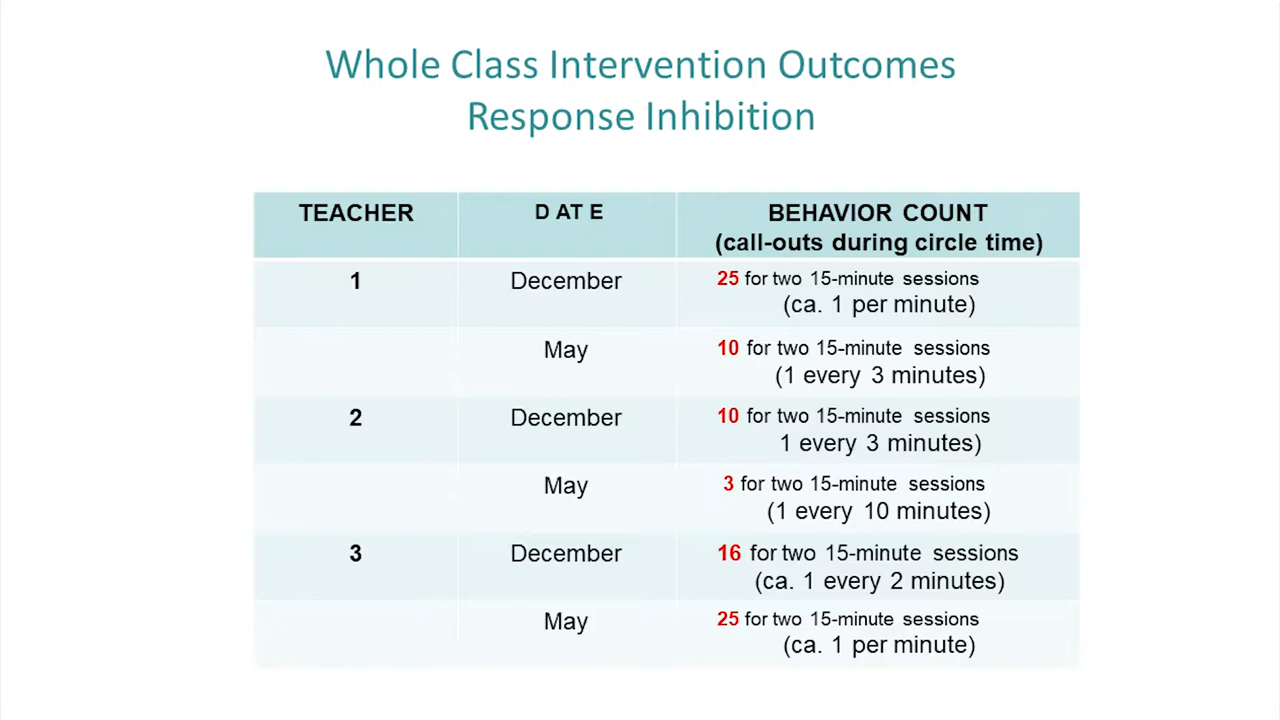 Whole Class Intervention Outcomes
Response Inhibition
TEACHER
D AT E
BEHAVIOR COUNT
(call-outs during circle time)
1
December
25 for two 15-minute sessions
(ca. 1 per minute)
May
10 for two 15-minute sessions
(1 every 3 minutes)
2
December
10 for two 15-minute sessions
1 every 3 minutes)
May
3 for two 15-minute sessions
(1 every 10 minutes)
3
December
16 for two 15-minute sessions
(ca. 1 every 2 minutes)
May
25 for two 15-minute sessions
(ca. 1 per minute)